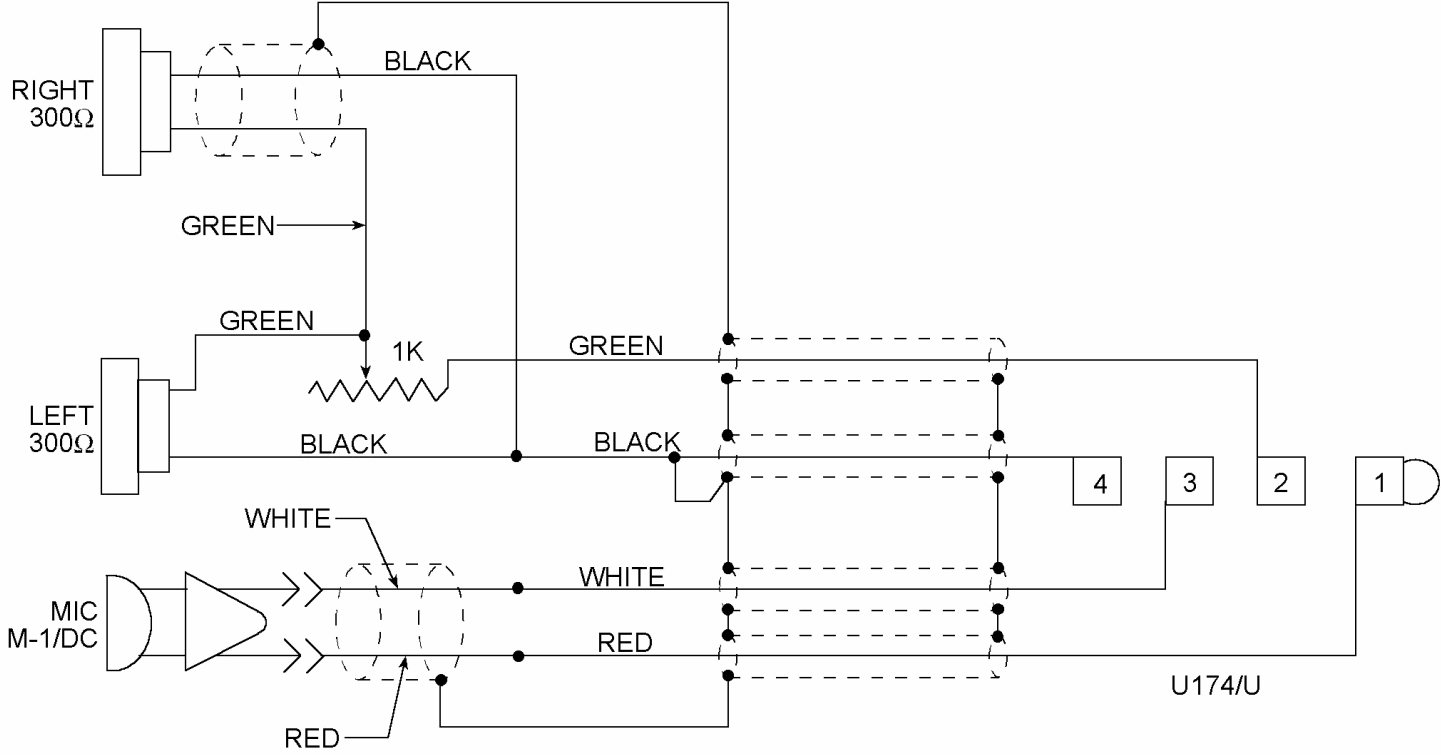 BLACK
RIGHT
300Ω
GREEN
GREEN
1K
GREEN
LEFT
300Ω
BLACK
BLACK
4
3
2
1
WHITE
WHITE
MIC
M-1/DC
RED
U174/U
RED